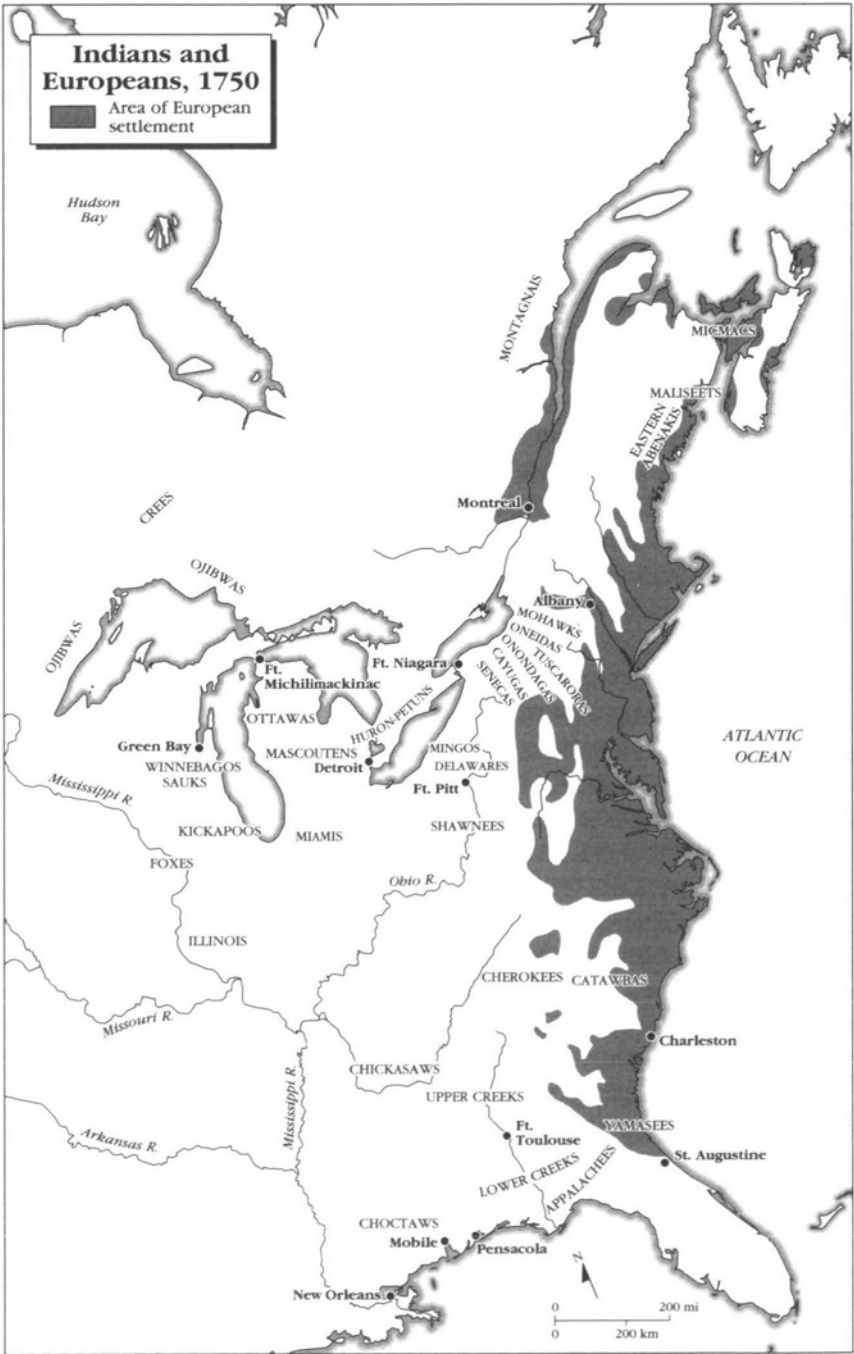 Indians and
Europeans, 1750
Area of European
settlement
Hudson
Bay
MONTAGNAIS
MICMACS
MALISEETS
EASTERN
ABENAKIS
Montreal
CREES
OJIBWAS
OJIBWAS
Albany
MOHAWKS
ONEIDAS
TUSCARORAS
ONONDAGAS
CAYUGAS
SENECAS
Ft. Niagara
Ft.
Michilimackinac
HURON-PETUNS
OTTAWAS
Green Bay
WINNEBAGOS
SAUKS
MASCOUTENS
Detroit
MINGOS
DELAWARES
Ft. Pitt
ATLANTIC
OCEAN
Mississippi R.
KICKAPOOS
MIAMIS
SHAWNEES
FOXES
Ohio R.
ILLINOIS
CHEROKEES
CATAWBAS
Missouri R.
Charleston
Mississippi R.
CHICKASAWS
UPPER CREEKS
Ft.
Toulouse
YAMASEES
Arkansas R.
St. Augustine
LOWER CREEKS
APPALACHEES
CHOCTAWS
Mobile
Pensacola
New Orleans
N
0 200 mi
0 200 km